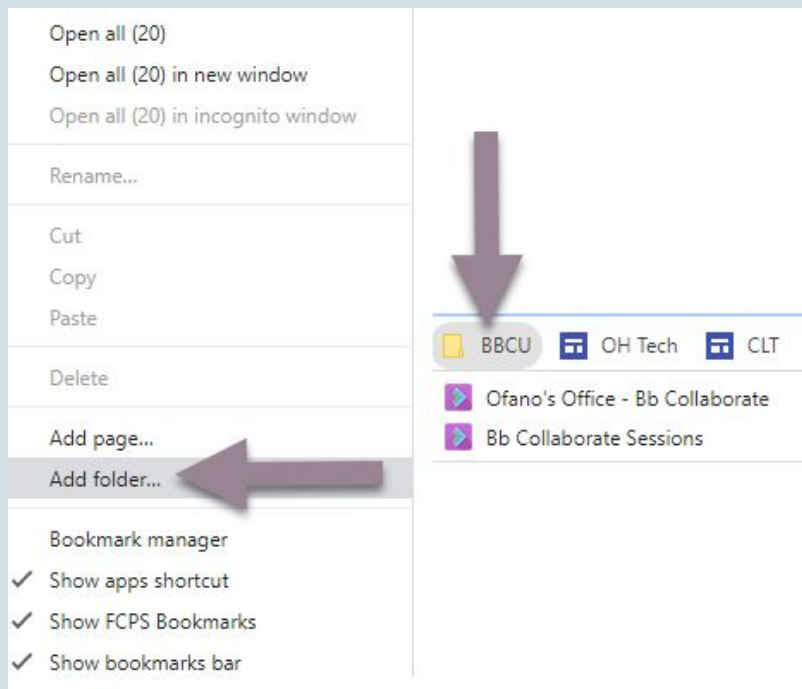 Open all (20)
Open all (20) in new window
Open all (20) in incognito window
Rename...
Cut
Copy
Paste
Delete
Add page...
Add folder...
Bookmark manager
Show apps shortcut
Show FCPS Bookmarks
Show bookmarks bar
BBCU OH Tech CLT
Ofano's Office - Bb Collaborate
Bb Collaborate Sessions